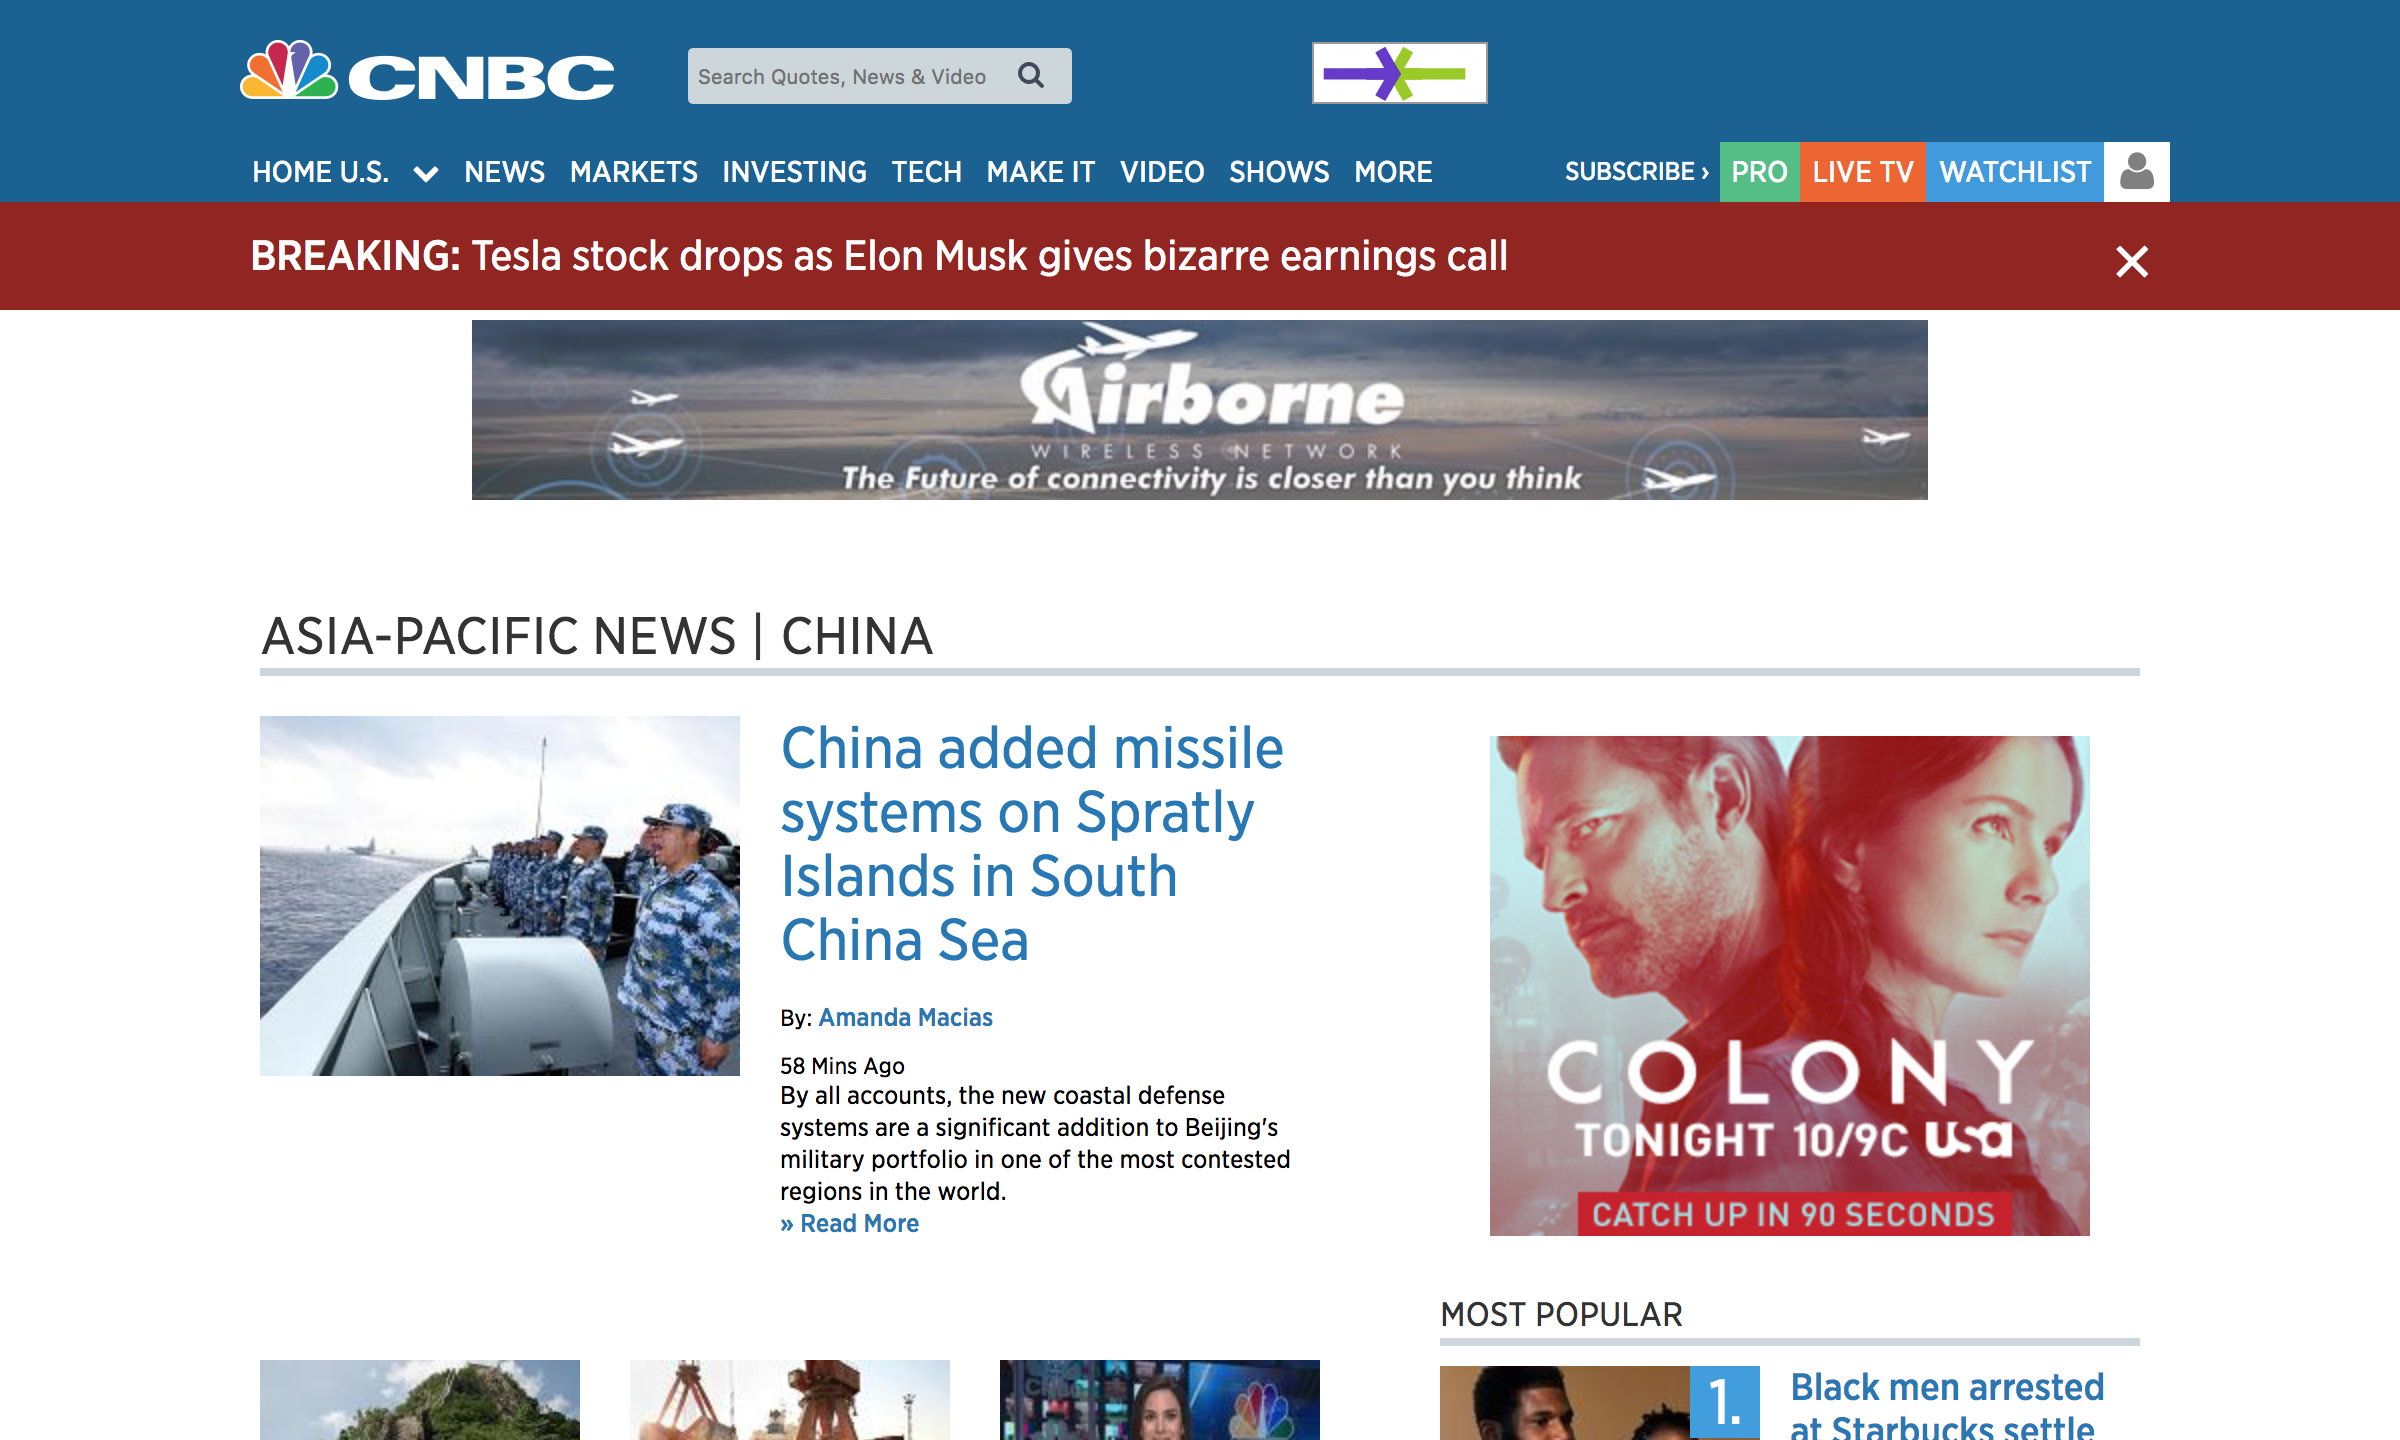 CNBC
Search Quotes, News & Video
HOME U.S. NEWS MARKETS INVESTING TECH MAKE IT VIDEO SHOWS MORE SUBSCRIBE › PRO LIVE TV WATCHLIST
BREAKING: Tesla stock drops as Elon Musk gives bizarre earnings call
Airborne
WIRELESS NETWORK
The Future of connectivity is closer than you think
ASIA-PACIFIC NEWS | CHINA
China added missile
systems on Spratly
Islands in South
China Sea
By: Amanda Macias
58 Mins Ago
By all accounts, the new coastal defense
systems are a significant addition to Beijing's
military portfolio in one of the most contested
regions in the world.
» Read More
COLONY
TONIGHT 10/9C usa
CATCH UP IN 90 SECONDS
MOST POPULAR
1.
Black men arrested
at Starbucks settle